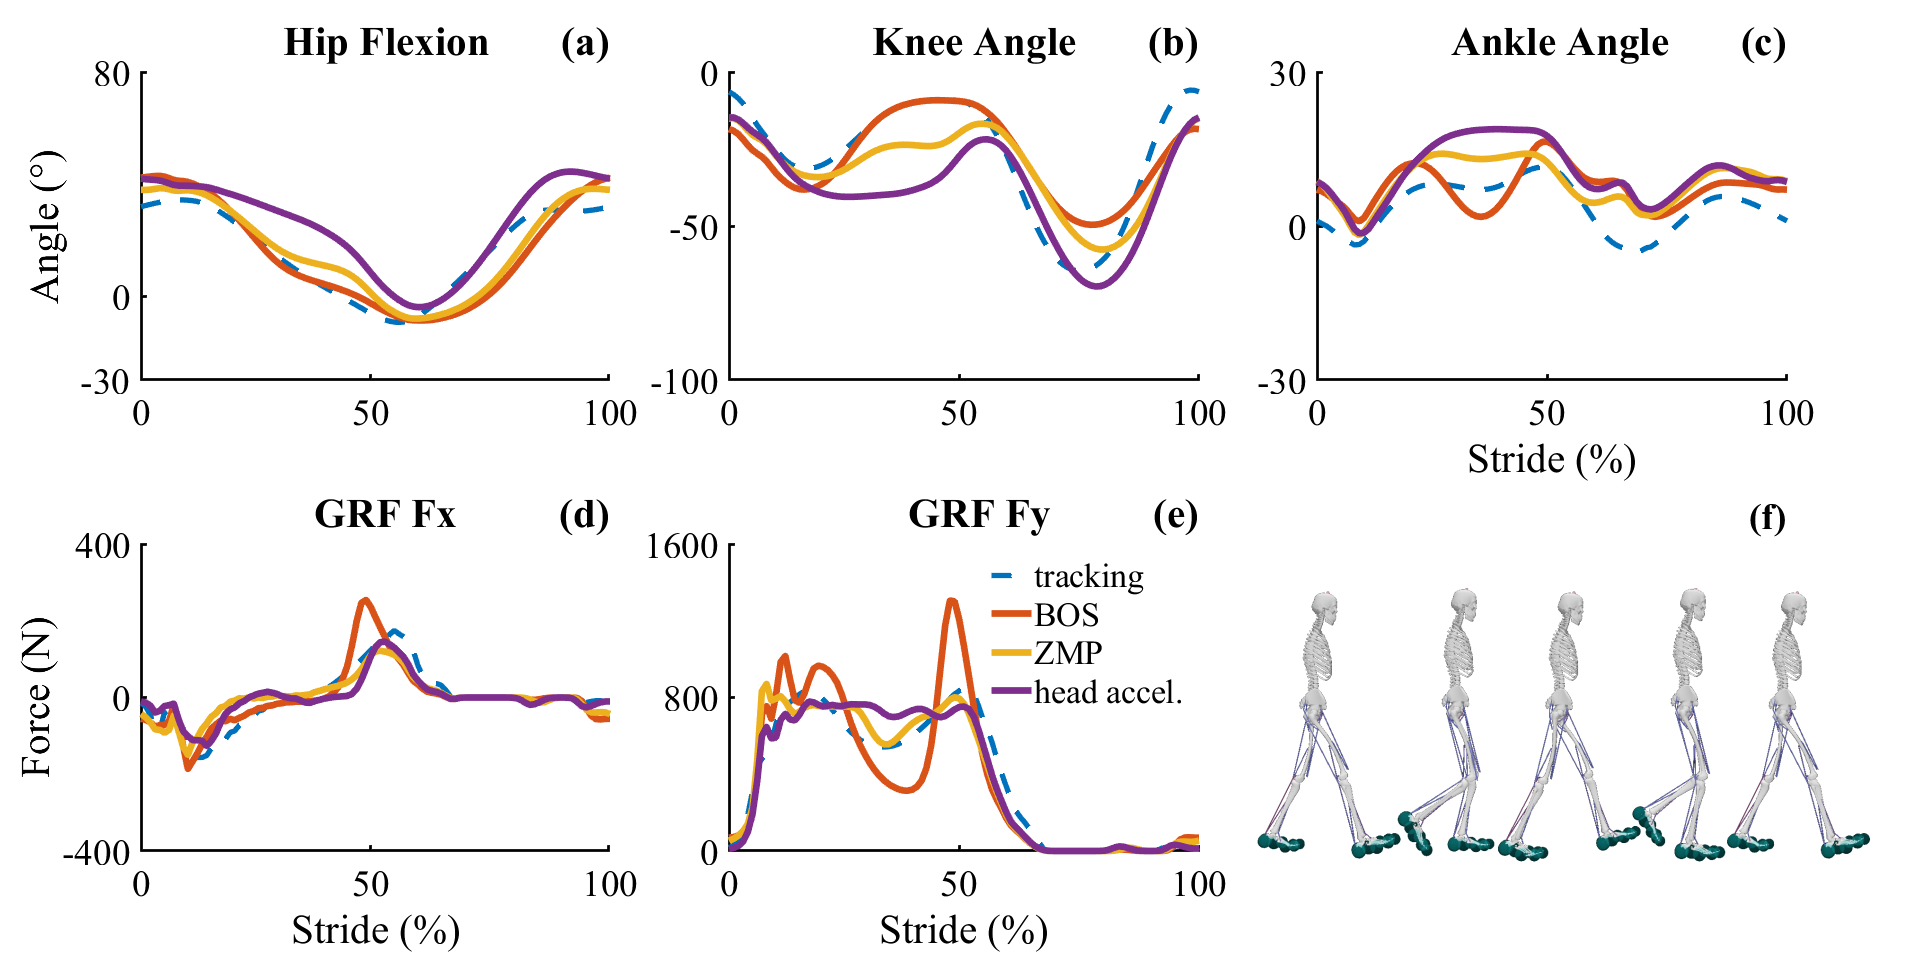 Hip Flexion (a)
Knee Angle (b)
Ankle Angle (c)
80
0
-30
Angle (°)
0 50 100
0
-50
-100
0 50 100
30
0
-30
0 50 100
Stride (%)
GRF Fx (d)
GRF Fy (e)
(f)
400
0
-400
Force (N)
0 50 100
Stride (%)
1600
800
0
tracking
BOS
ZMP
head accel.
0 50 100
Stride (%)